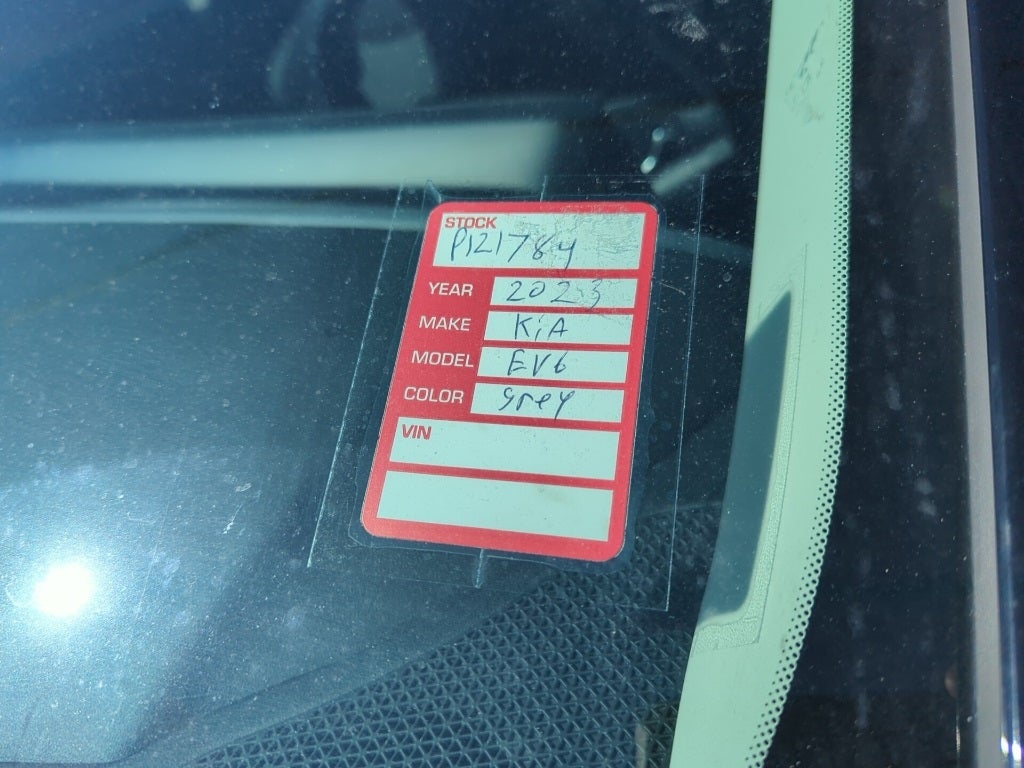 STOCK
P121784
YEAR 2023
MAKE KiA
MODEL EV6
COLOR grey
VIN